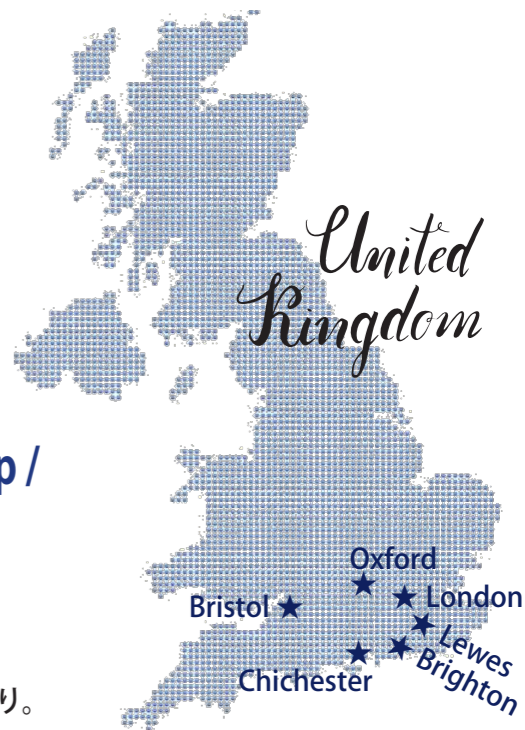 United
Kingdom
p /
Oxford
London
Bristol
Lewes
Brighton
Chichester
り。